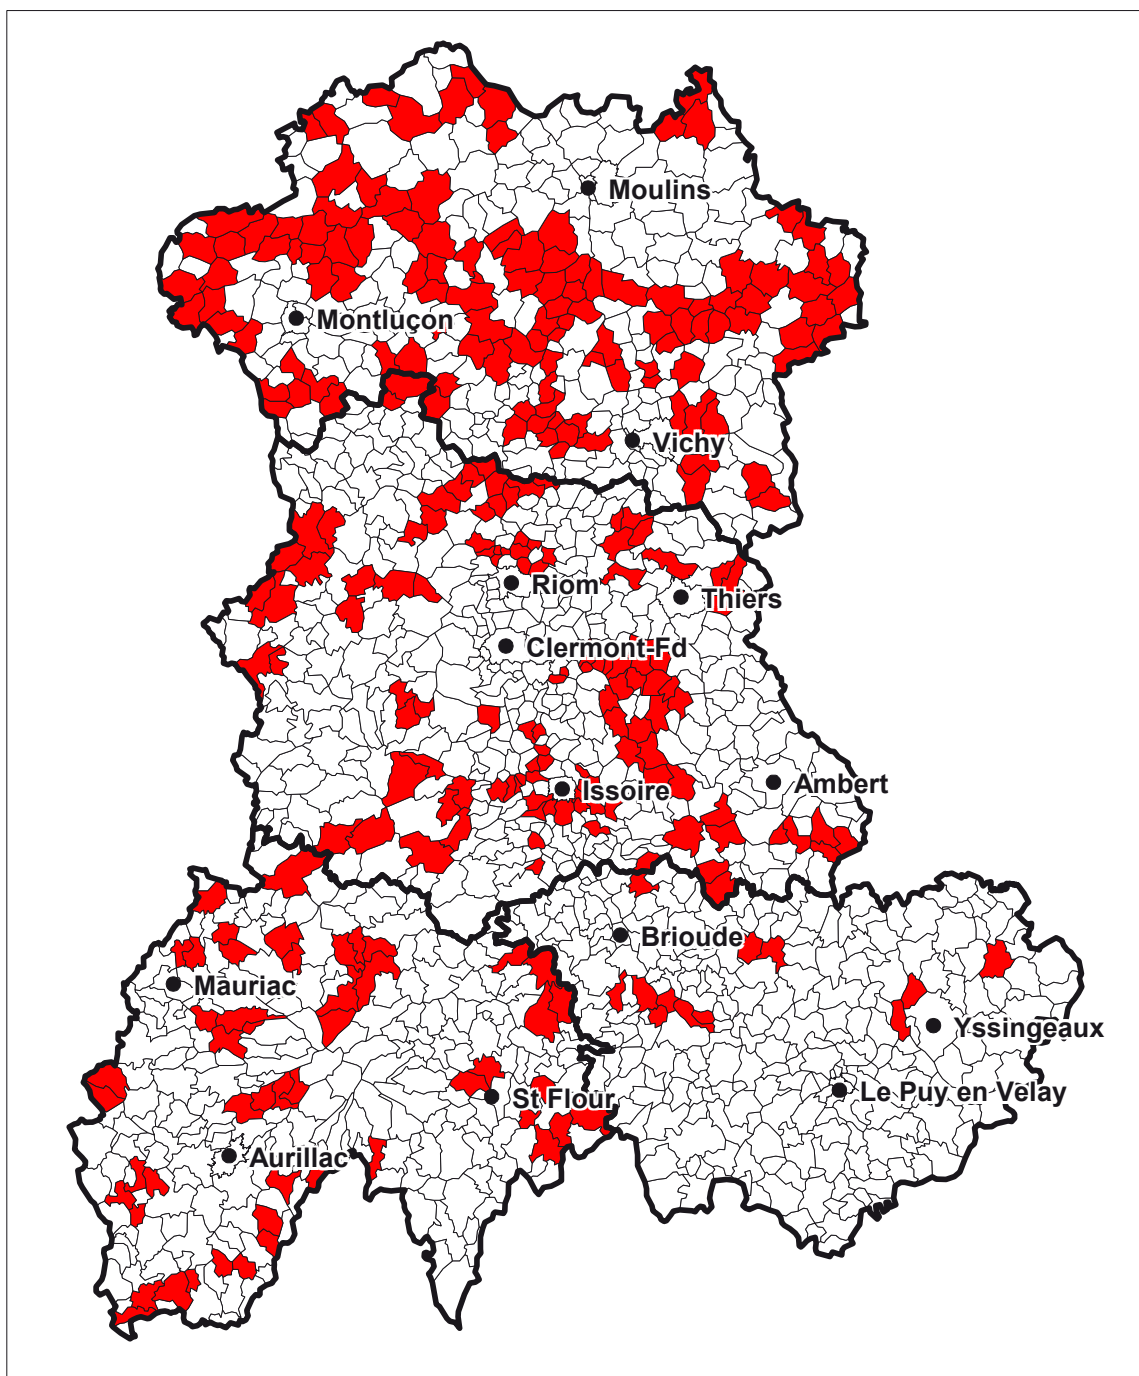 Moulins
Montluçon
Vichy
Riom
Thiers
Clermont-Fd
Ambert
Issoire
Brioude
Mauriac
Yssingeaux
St Flour
Le Puy en Velay
Aurillac